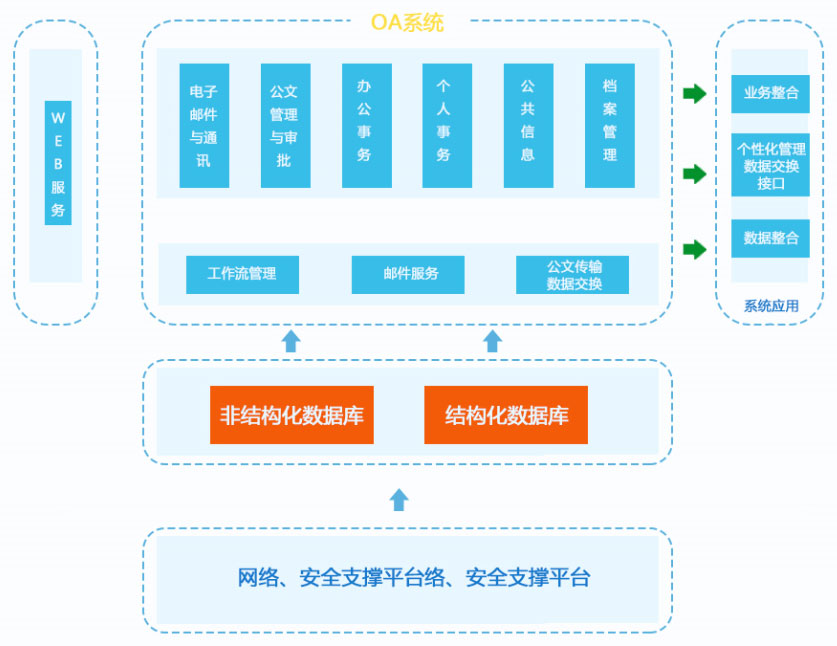 OA系统
WEB服务
电子
邮件
与通
讯
公文
管理
与审
批
办公事务
个人事务
公共信息
档案管理
工作流管理
邮件服务
公文传输
数据交换
业务整合
个性化管理
数据交换
接口
数据整合
系统应用
非结构化数据库
结构化数据库
网络、安全支撑平台络、安全支撑平台